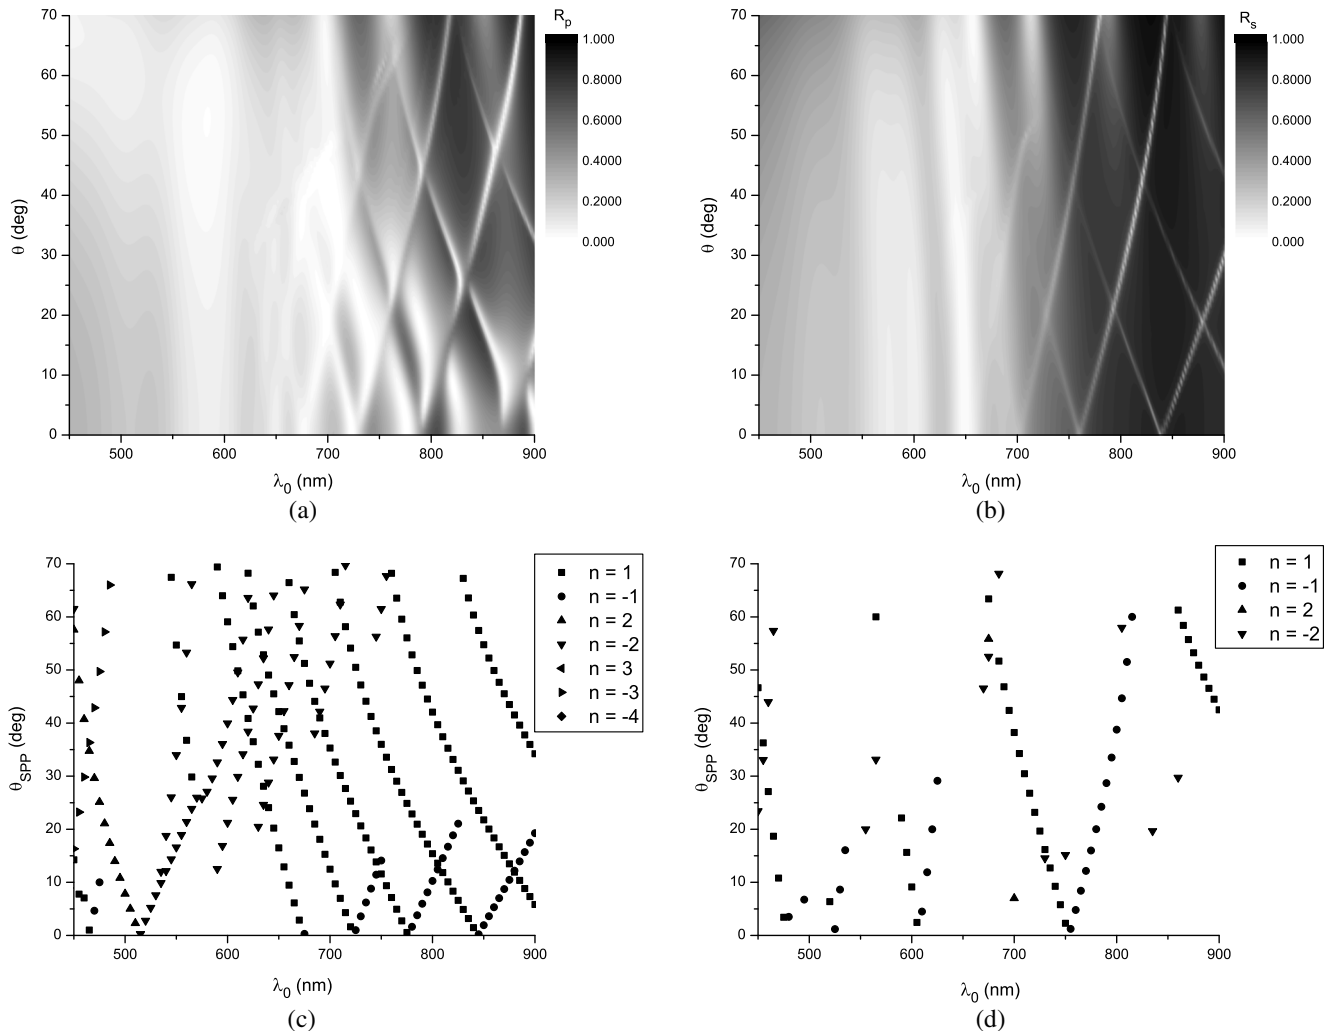 70
60
50
40
30
20
10
0
θ (deg)
500
600
700
800
900
λ0 (nm)
Rp
1.000
0.8000
0.6000
0.4000
0.2000
0.000
(a)
70
60
50
40
30
20
10
0
θ (deg)
500
600
700
800
900
λ0 (nm)
Rs
1.000
0.8000
0.6000
0.4000
0.2000
0.000
(b)
70
60
50
40
30
20
10
0
θSPP (deg)
500
600
700
800
900
λ0 (nm)
n = 1
n = -1
n = 2
n = -2
n = 3
n = -3
n = -4
(c)
70
60
50
40
30
20
10
0
θSPP (deg)
500
600
700
800
900
λ0 (nm)
n = 1
n = -1
n = 2
n = -2
(d)